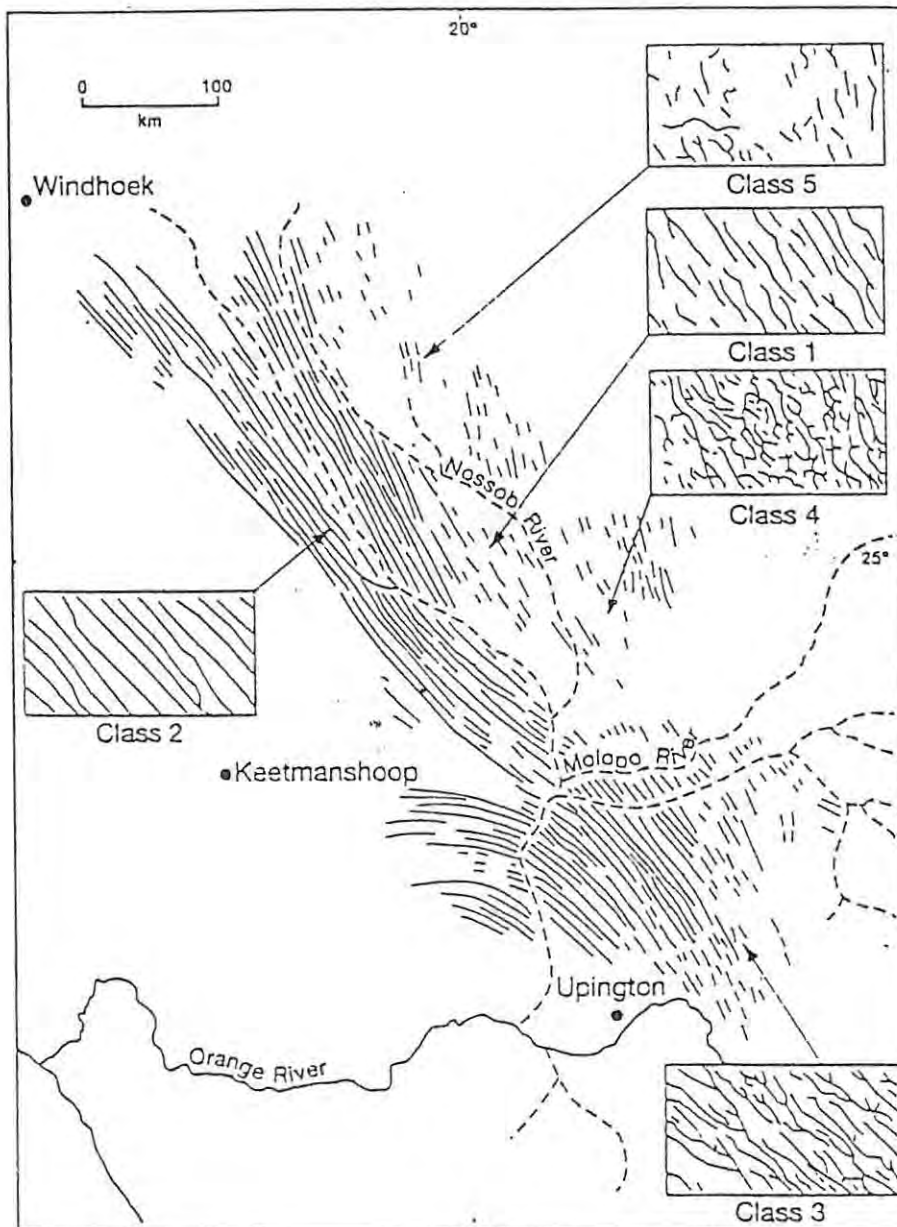 20°
0 100
km
Class 5
Windhoek
Class 1
Nossob River
Class 4
25°
Class 2
Molopo River
Keetmanshoop
Upington
Orange River
Class 3